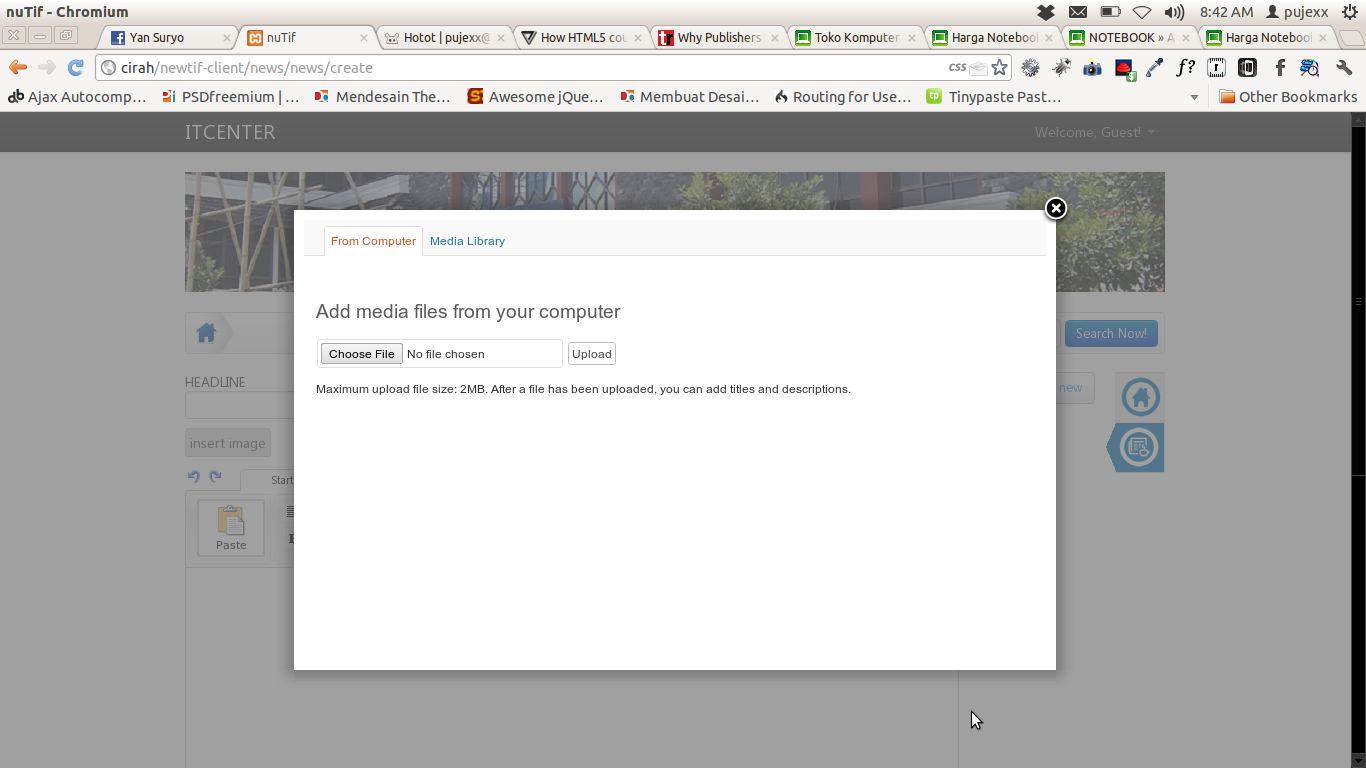 nuTif - Chromium
8:42 AM pujexx
Yan Suryo
nuTif
Hotot | pujexx@
How HTML5 cou
Why Publishers
Toko Komputer
Harga Notebook
NOTEBOOK » A
Harga Notebook
cirah/newtif-client/news/news/create
css
f?
Ajax Autocomp... PSDfreemium | ... Mendesain The... Awesome jQue... Membuat Desai... Routing for Use... Tinypaste Past... Other Bookmarks
ITCENTER
Welcome, Guest!
From Computer Media Library
Add media files from your computer
Search Now!
Choose File No file chosen Upload
HEADLINE
Maximum upload file size: 2MB. After a file has been uploaded, you can add titles and descriptions.
new
insert image
Start
Paste